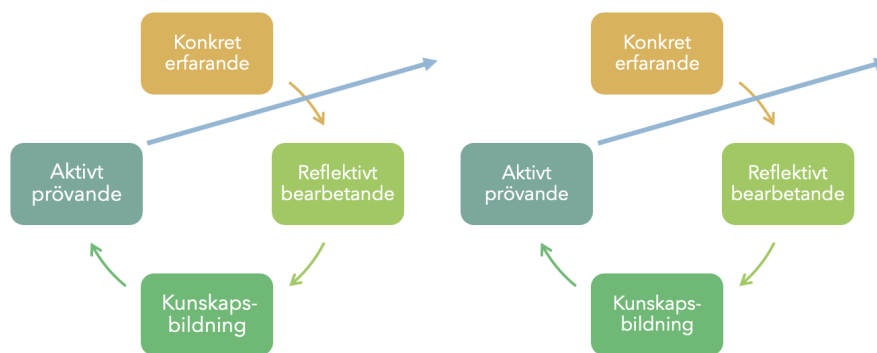 Konkret
erfarande
Aktivt
prövande
Reflektivt
bearbetande
Kunskaps-
bildning
Konkret
erfarande
Aktivt
prövande
Reflektivt
bearbetande
Kunskaps-
bildning